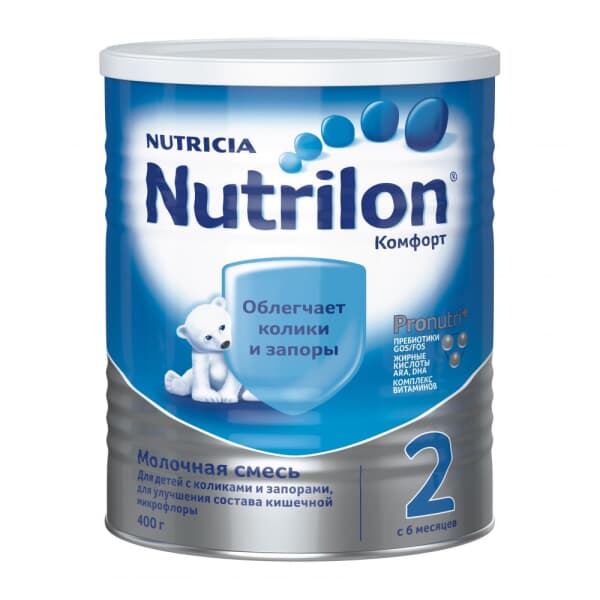 NUTRICIA
Nutrilon®
Комфорт
Облегчает
колики
и запоры
Pronutri+
ПРЕБИОТИКИ
GOS/FOS
ЖИРНЫЕ
КИСЛОТЫ
ARA, DHA
КОМПЛЕКС
ВИТАМИНОВ
Молочная смесь
Для детей с коликами и запорами,
для улучшения состава кишечной
микрофлоры
400 г
2
с 6 месяцев